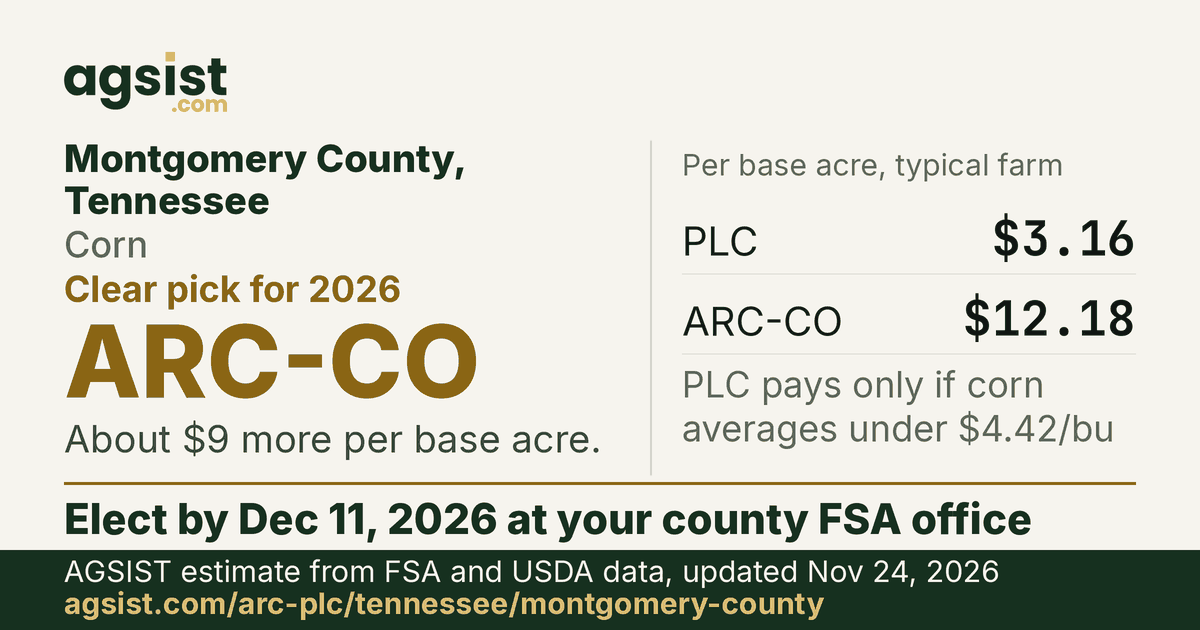 agsist
.com
Montgomery County,
Tennessee
Corn
Clear pick for 2026
ARC-CO
About $9 more per base acre.
Per base acre, typical farm
PLC $3.16
ARC-CO $12.18
PLC pays only if corn
averages under $4.42/bu
Elect by Dec 11, 2026 at your county FSA office
AGSIST estimate from FSA and USDA data, updated Nov 24, 2026
agsist.com/arc-plc/tennessee/montgomery-county